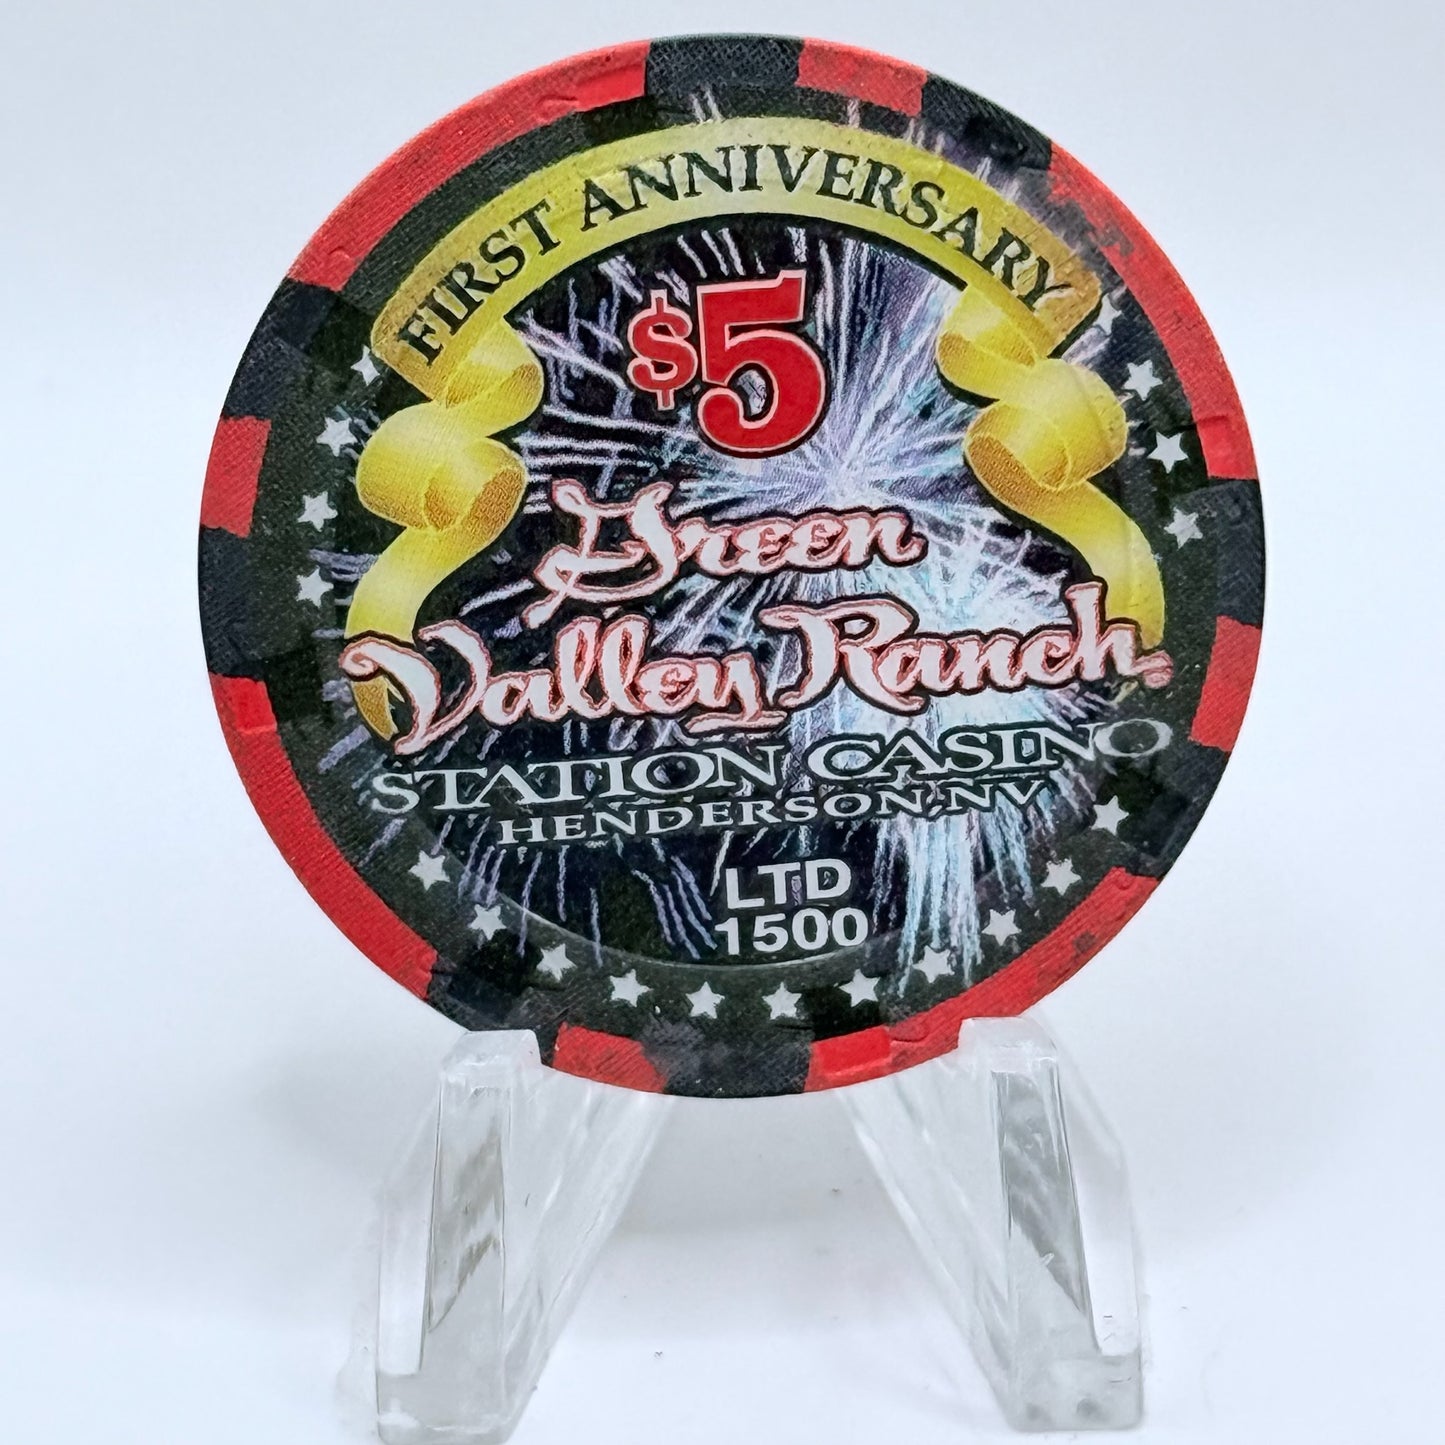 FIRST ANNIVERSARY
$5
Green
Valley Ranch
STATION CASINO
HENDERSON, NV
LTD
1500